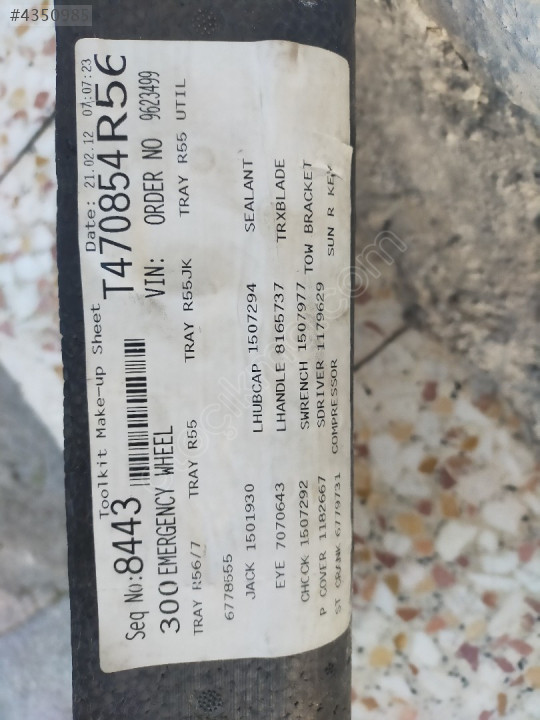 #4350985
Toolkit Make-up Sheet Date: 21.02.12 07:07:23
Seq No: 8443 T470854R56
300 EMERGENCY WHEEL VIN: ORDER NO 9623499
TRAY R56/7 TRAY R55 TRAY R55JK TRAY R55 UTIL
6778555
JACK 1501930 LHUBCAP 1507294 SEALANT
EYE 7070643 LHANDLE 8165737 TRXBLADE
CHCCK 1507292 SWRENCH 1507977 TOW BRACKET
P COVER 1182667 SDRIVER 1179629 SUN R KEY
ST CRANK 6779731 COMPRESSOR